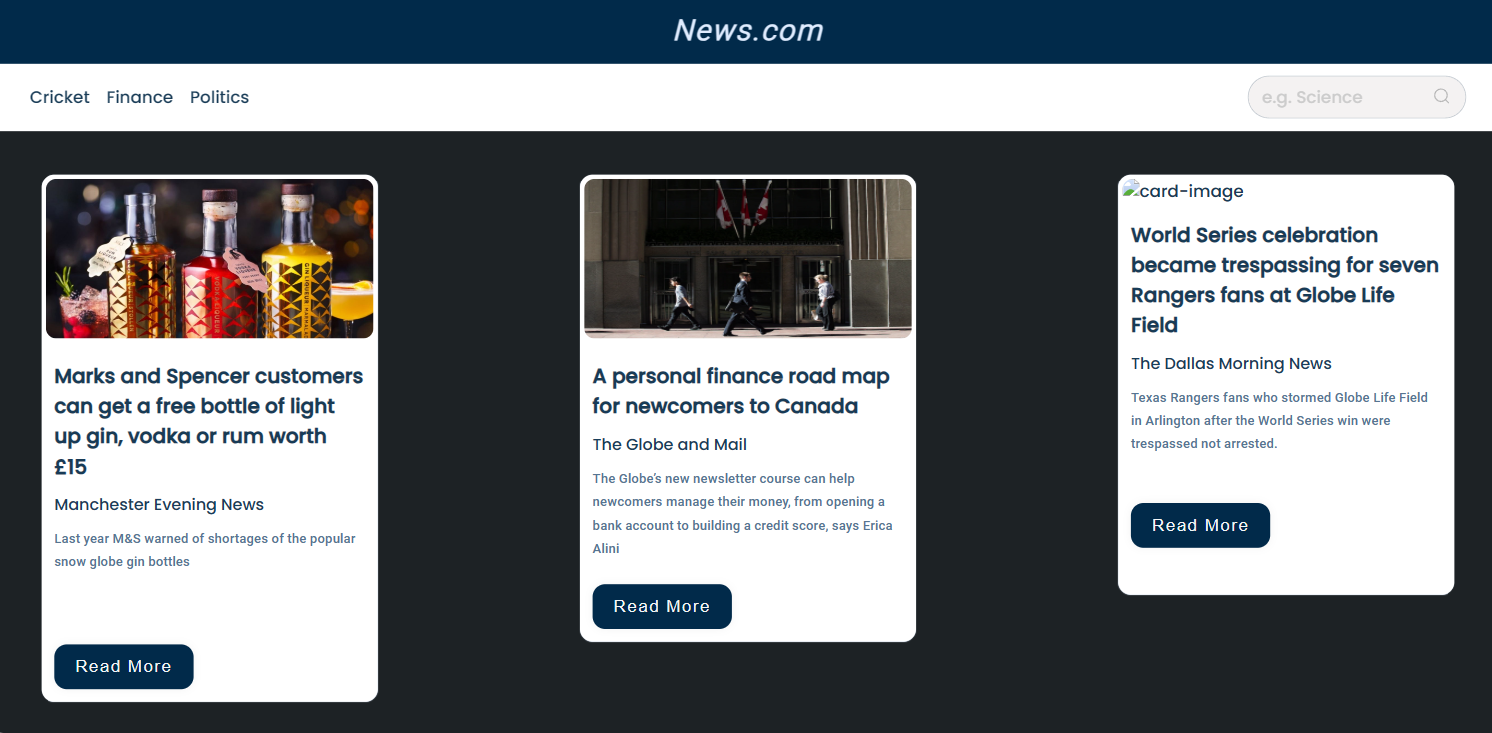 News.com
Cricket Finance Politics
e.g. Science
Marks and Spencer customers
can get a free bottle of light
up gin, vodka or rum worth
£15
Manchester Evening News
Last year M&S warned of shortages of the popular
snow globe gin bottles
Read More
A personal finance road map
for newcomers to Canada
The Globe and Mail
The Globe’s new newsletter course can help
newcomers manage their money, from opening a
bank account to building a credit score, says Erica
Alini
Read More
card-image
World Series celebration
became trespassing for seven
Rangers fans at Globe Life
Field
The Dallas Morning News
Texas Rangers fans who stormed Globe Life Field
in Arlington after the World Series win were
trespassed not arrested.
Read More